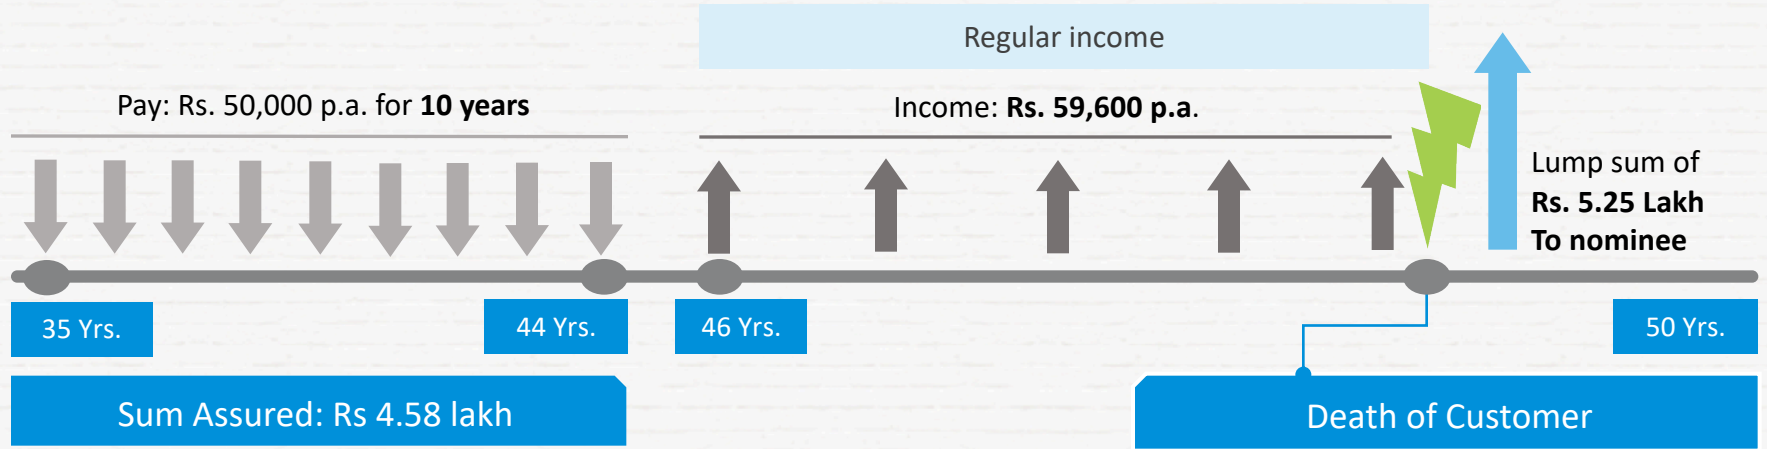 Regular income
Pay: Rs. 50,000 p.a. for 10 years
Income: Rs. 59,600 p.a.
Lump sum of
Rs. 5.25 Lakh
To nominee
35 Yrs.
44 Yrs.
46 Yrs.
50 Yrs.
Sum Assured: Rs 4.58 lakh
Death of Customer